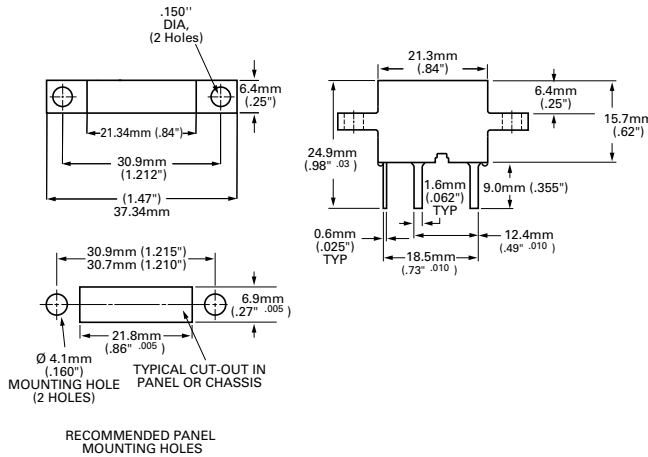 .150"
DIA,
(2 Holes)
6.4mm
(.25")
21.34mm (.84")
30.9mm
(1.212")
(1.47")
37.34mm
21.3mm
(.84")
6.4mm
(.25")
15.7mm
(.62")
24.9mm
(.98" .03 )
1.6mm
(.062")
TYP
9.0mm (.355")
0.6mm
(.025")
TYP
12.4mm
(.49" .010 )
18.5mm
(.73" .010 )
30.9mm (1.215")
30.7mm (1.210")
6.9mm
(.27" .005 )
21.8mm
(.86" .005 )
Ø 4.1mm
(.160")
MOUNTING HOLE
(2 HOLES)
TYPICAL CUT-OUT IN
PANEL OR CHASSIS
RECOMMENDED PANEL
MOUNTING HOLES